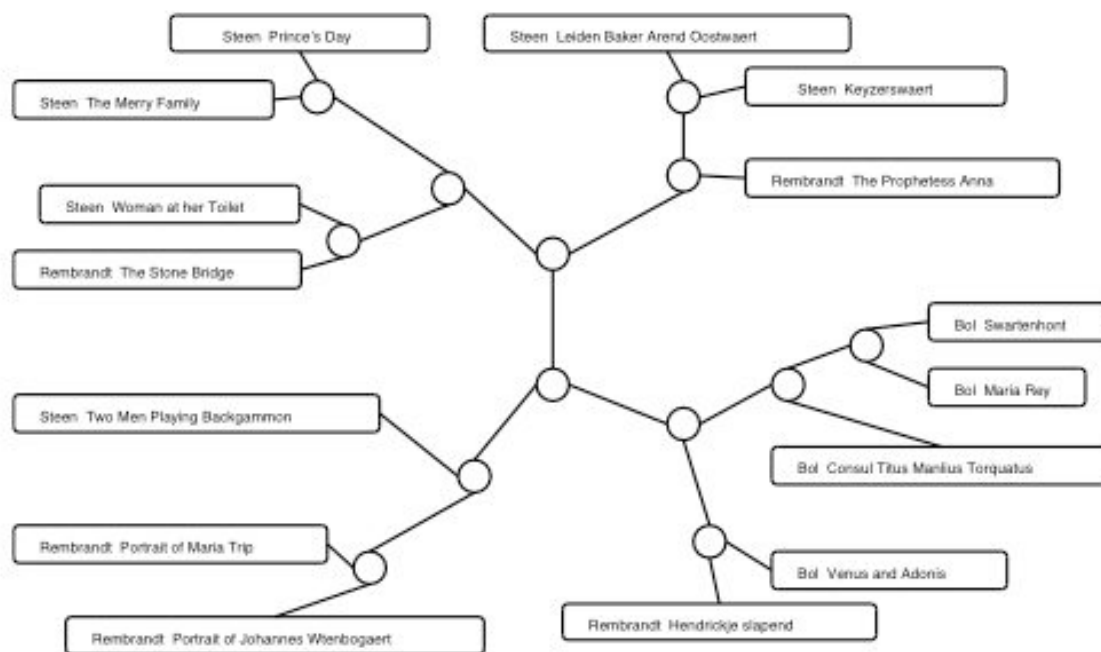 Steen Prince's Day
Steen Leiden Baker Arend Oostwaert
Steen The Merry Family
Steen Keyzerswaert
Rembrandt The Prophetess Anna
Steen Woman at her Toilet
Rembrandt The Stone Bridge
Bol Swartenhont
Bol Maria Rey
Steen Two Men Playing Backgammon
Bol Consul Titus Manlius Torquatus
Rembrandt Portrait of Maria Trip
Bol Venus and Adonis
Rembrandt Hendrickje slapend
Rembrandt Portrait of Johannes Wtenbogaert